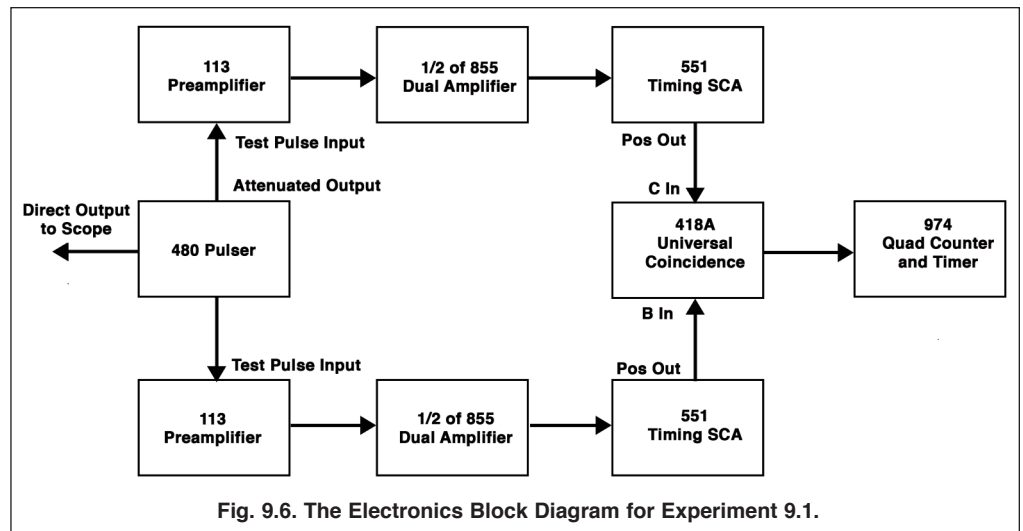 113
Preamplifier
1/2 of 855
Dual Amplifier
551
Timing SCA
Test Pulse Input
Pos Out
Attenuated Output
C In
Direct Output
to Scope
480 Pulser
418A
Universal
Coincidence
974
Quad Counter
and Timer
B In
Test Pulse Input
Pos Out
113
Preamplifier
1/2 of 855
Dual Amplifier
551
Timing SCA
Fig. 9.6. The Electronics Block Diagram for Experiment 9.1.